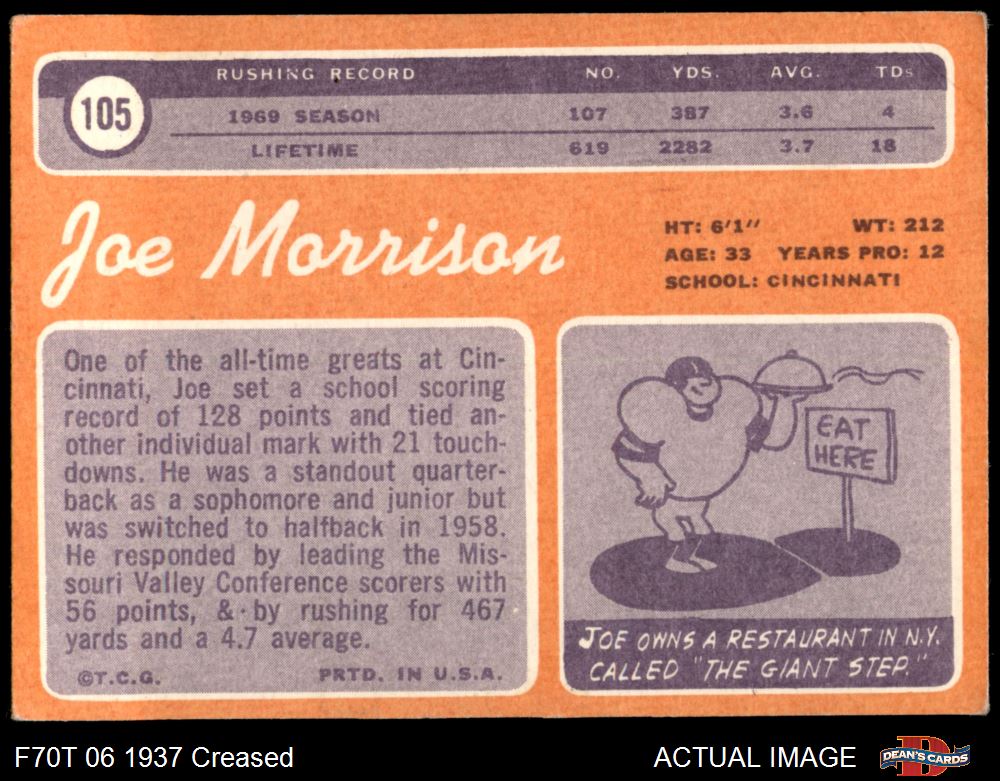 RUSHING RECORD NO. YDS. AVG. TDs
105
1969 SEASON 107 387 3.6 4
LIFETIME 619 2282 3.7 18
Joe Morrison
HT: 6'1" WT: 212
AGE: 33 YEARS PRO: 12
SCHOOL: CINCINNATI
One of the all-time greats at Cin-
cinnati, Joe set a school scoring
record of 128 points and tied an-
other individual mark with 21 touch-
downs. He was a standout quarter-
back as a sophomore and junior but
was switched to halfback in 1958.
He responded by leading the Mis-
souri Valley Conference scorers with
56 points, & by rushing for 467
yards and a 4.7 average.
©T.C.G. PRTD. IN U.S.A.
EAT
HERE
JOE OWNS A RESTAURANT IN N.Y.
CALLED "THE GIANT STEP."
F70T 06 1937 Creased
ACTUAL IMAGE
D
DEAN'S CARDS